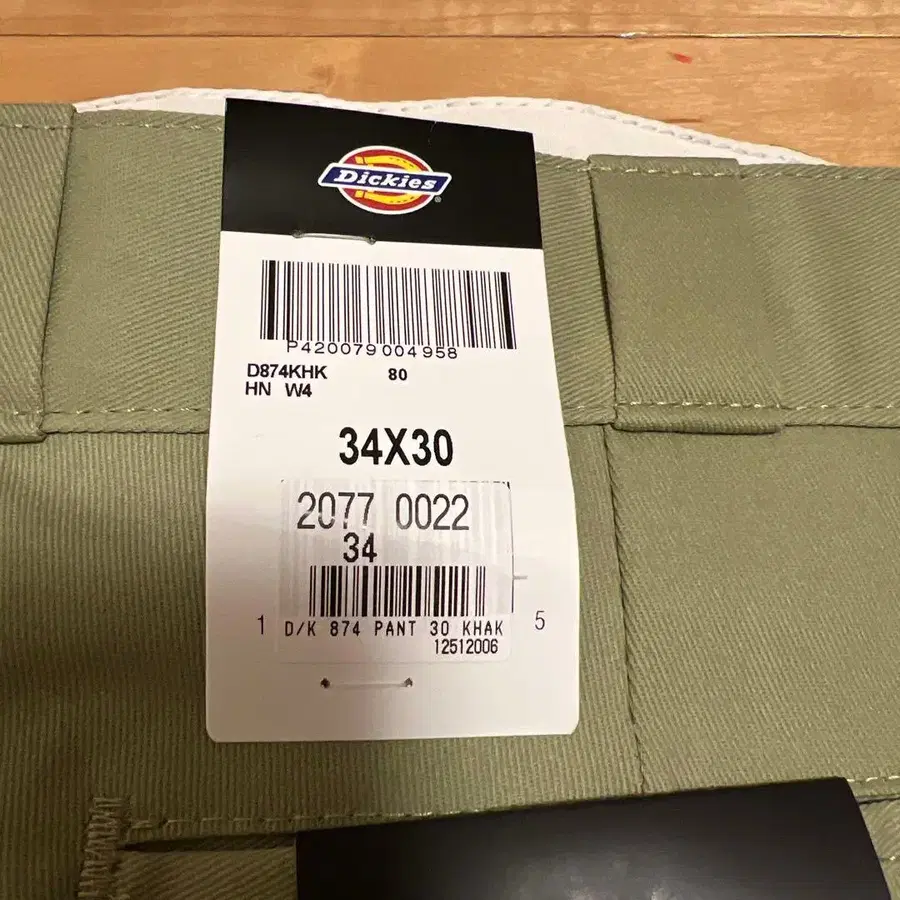 Dickies
P420079004958
D874KHK 80
HN W4
34X30
2077 0022
34
1 D/K 874 PANT 30 KHAK 5
12512006